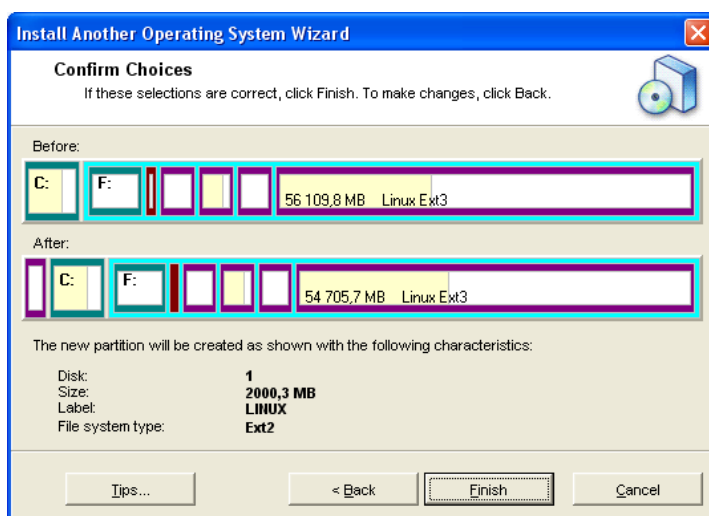 Install Another Operating System Wizard
Confirm Choices
If these selections are correct, click Finish. To make changes, click Back.
Before:
C: F: 56 109,8 MB Linux Ext3
After:
C: F: 54 705,7 MB Linux Ext3
The new partition will be created as shown with the following characteristics:
Disk: 1
Size: 2000,3 MB
Label: LINUX
File system type: Ext2
Tips... < Back Finish Cancel